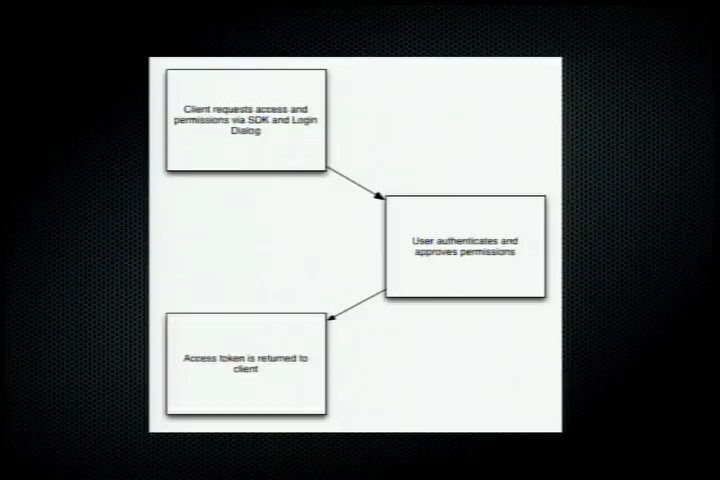 Client requests access and
permissions via SDK and Login
Dialog
User authenticates and
approves permissions
Access token is returned to
client